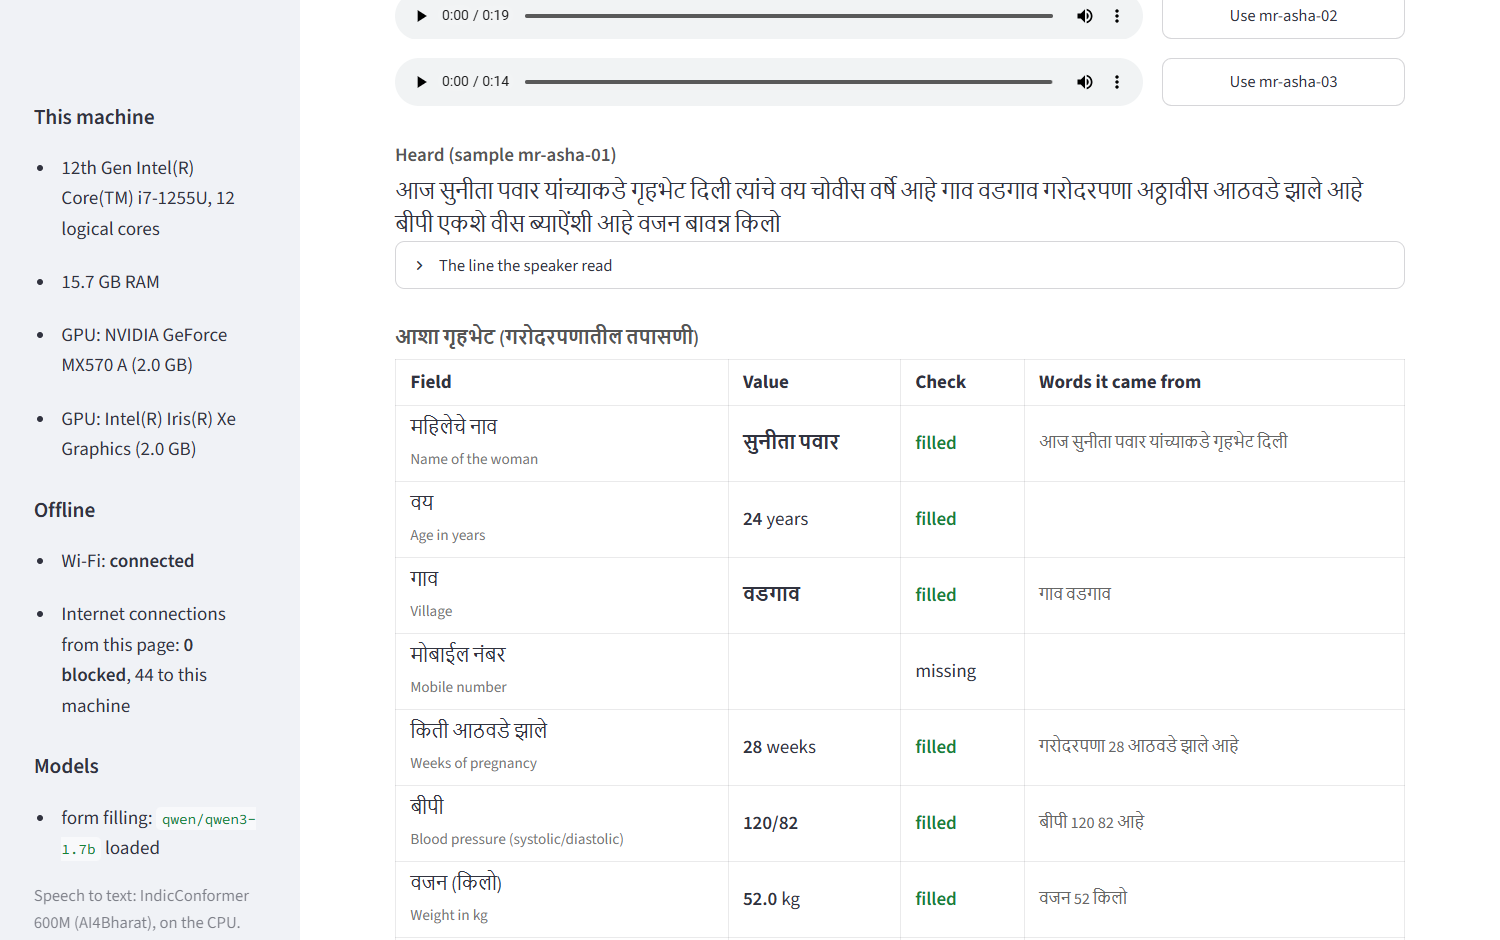 This machine
12th Gen Intel(R)
Core(TM) i7-1255U, 12
logical cores
15.7 GB RAM
GPU: NVIDIA GeForce
MX570 A (2.0 GB)
GPU: Intel(R) Iris(R) Xe
Graphics (2.0 GB)
Offline
Wi-Fi: connected
Internet connections
from this page: 0
blocked, 44 to this
machine
Models
form filling: qwen/qwen3-
1.7b loaded
Speech to text: IndicConformer
600M (AI4Bharat), on the CPU.
0:00 / 0:19
Use mr-asha-02
0:00 / 0:14
Use mr-asha-03
Heard (sample mr-asha-01)
आज सुनीता पवार यांच्याकडे गृहभेट दिली त्यांचे वय चोवीस वर्षे आहे गाव वडगाव गरोदरपणा अठ्ठावीस आठवडे झाले आहे
बीपी एकशे वीस ब्याऐंशी आहे वजन बावन्न किलो
The line the speaker read
आशा गृहभेट (गरोदरपणातील तपासणी)
Field Value Check Words it came from
महिलेचे नाव
Name of the woman
सुनीता पवार filled आज सुनीता पवार यांच्याकडे गृहभेट दिली
वय
Age in years
24 years filled
गाव
Village
वडगाव filled गाव वडगाव
मोबाईल नंबर
Mobile number
missing
किती आठवडे झाले
Weeks of pregnancy
28 weeks filled गरोदरपणा 28 आठवडे झाले आहे
बीपी
Blood pressure (systolic/diastolic)
120/82 filled बीपी 120 82 आहे
वजन (किलो)
Weight in kg
52.0 kg filled वजन 52 किलो